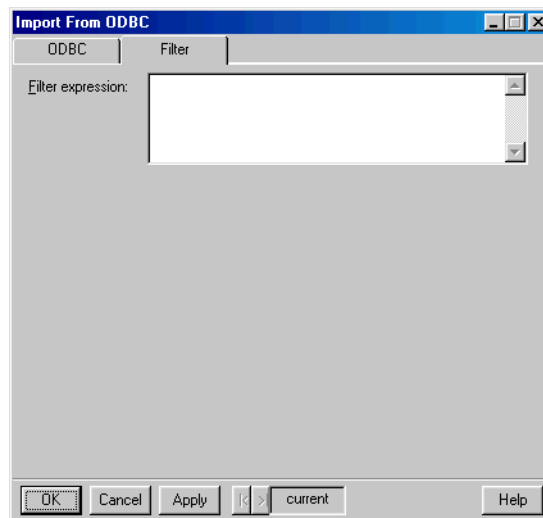 Import From ODBC
ODBC Filter
Filter expression:
OK Cancel Apply |< >| current Help